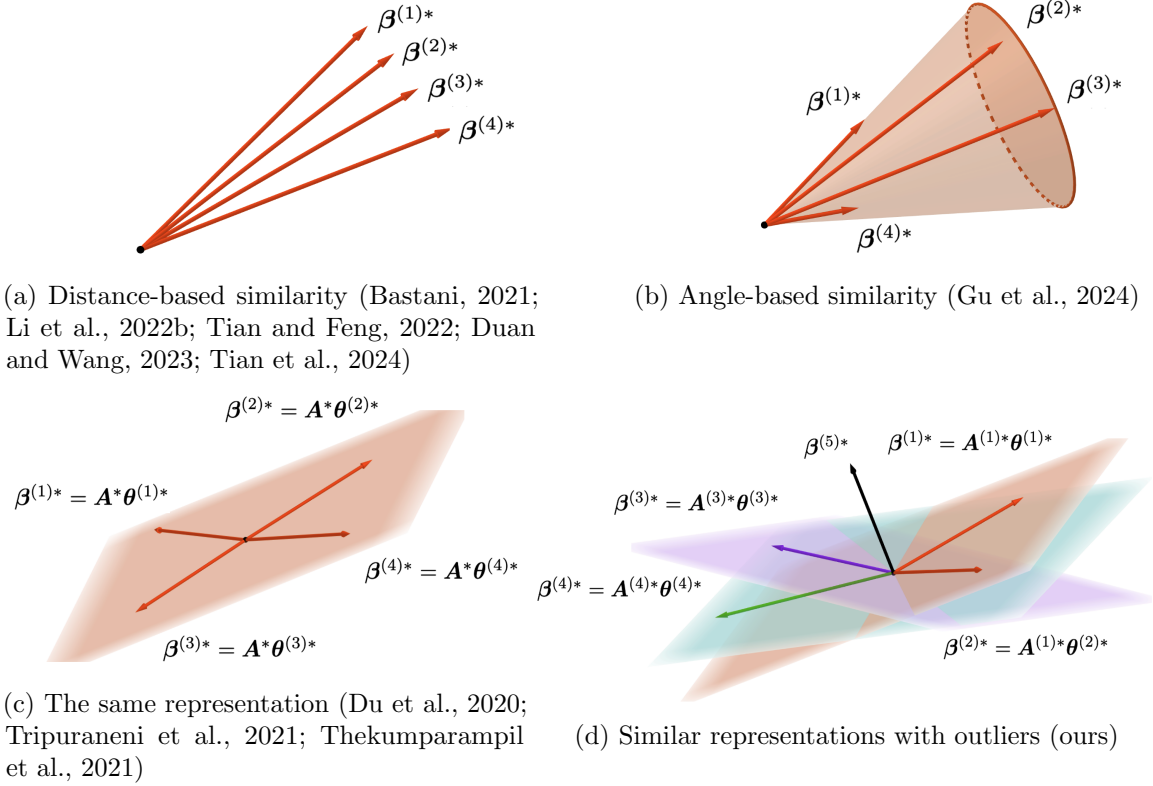 β^{(1)*}
β^{(2)*}
β^{(3)*}
β^{(4)*}
(a) Distance-based similarity (Bastani, 2021;
Li et al., 2022b; Tian and Feng, 2022; Duan
and Wang, 2023; Tian et al., 2024)
β^{(2)*}
β^{(3)*}
β^{(1)*}
β^{(4)*}
(b) Angle-based similarity (Gu et al., 2024)
β^{(2)*} = A^*θ^{(2)*}
β^{(1)*} = A^*θ^{(1)*}
β^{(4)*} = A^*θ^{(4)*}
β^{(3)*} = A^*θ^{(3)*}
(c) The same representation (Du et al., 2020;
Tripuraneni et al., 2021; Thekumparampil
et al., 2021)
β^{(5)*}
β^{(1)*} = A^{(1)*}θ^{(1)*}
β^{(3)*} = A^{(3)*}θ^{(3)*}
β^{(4)*} = A^{(4)*}θ^{(4)*}
β^{(2)*} = A^{(1)*}θ^{(2)*}
(d) Similar representations with outliers (ours)